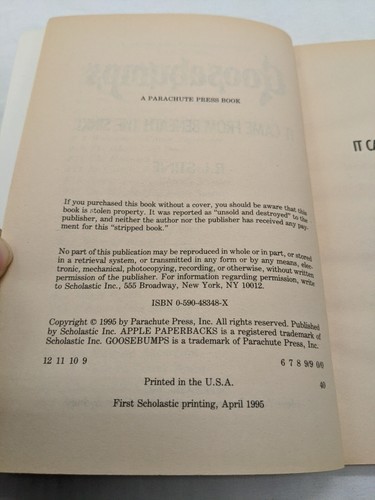 A PARACHUTE PRESS BOOK
If you purchased this book without a cover, you should be aware that this
book is stolen property. It was reported as "unsold and destroyed" to the
publisher, and neither the author nor the publisher has received any pay-
ment for this "stripped book."
No part of this publication may be reproduced in whole or in part, or stored
in a retrieval system, or transmitted in any form or by any means, elec-
tronic, mechanical, photocopying, recording, or otherwise, without written
permission of the publisher. For information regarding permission, write
to Scholastic Inc., 555 Broadway, New York, NY 10012.
ISBN 0-590-48348-X
Copyright © 1995 by Parachute Press, Inc. All rights reserved. Published
by Scholastic Inc. APPLE PAPERBACKS is a registered trademark of
Scholastic Inc. GOOSEBUMPS is a trademark of Parachute Press, Inc.
12 11 10 9 6 7 8 9/9 0/0
Printed in the U.S.A. 40
First Scholastic printing, April 1995